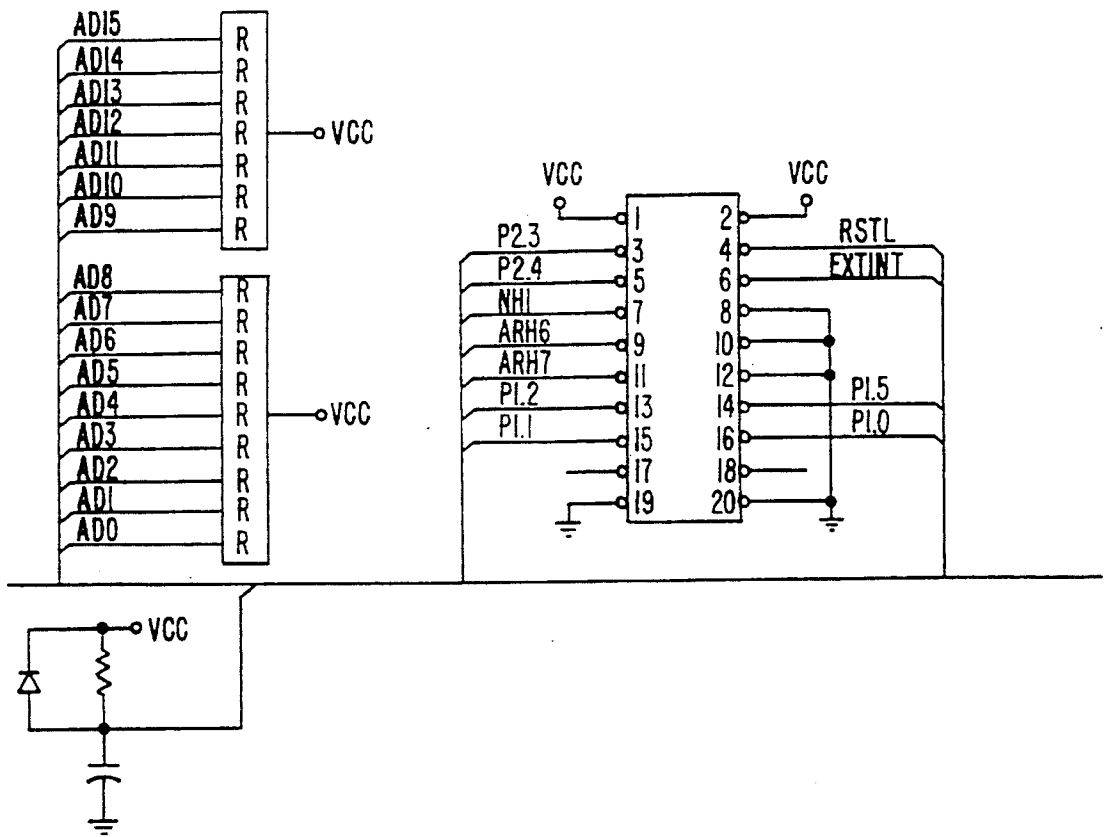 AD15 R
AD14 R
AD13 R
AD12 R VCC
AD11 R
AD10 R
AD9 R
AD8 R
AD7 R
AD6 R
AD5 R
AD4 R VCC
AD3 R
AD2 R
AD1 R
AD0 R
VCC VCC
1 2
P2.3 3 4 RSTL
P2.4 5 6 EXTINT
NHI 7 8
ARH6 9 10
ARH7 11 12
P1.2 13 14 P1.5
P1.1 15 16 P1.0
17 18
19 20
VCC